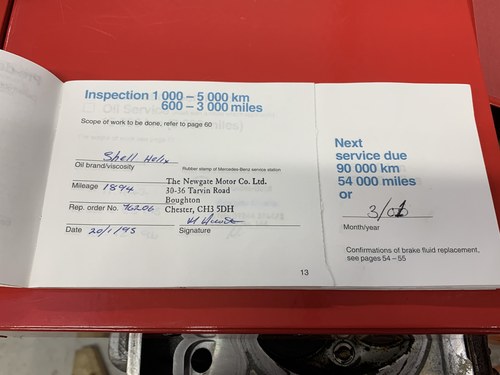 Inspection 1 000 – 5 000 km
600 – 3 000 miles
Scope of work to be done, refer to page 60
Shell Helix
Oil brand/viscosity
Rubber stamp of Mercedes-Benz service station
Mileage 1894
The Newgate Motor Co. Ltd.
30-36 Tarvin Road
Boughton
Rep. order No. 76206
Chester, CH3 5DH
Date 20/1/95
Signature
13
Next
service due
90 000 km
54 000 miles
or
3/01
Month/year
Confirmations of brake fluid replacement,
see pages 54 – 55